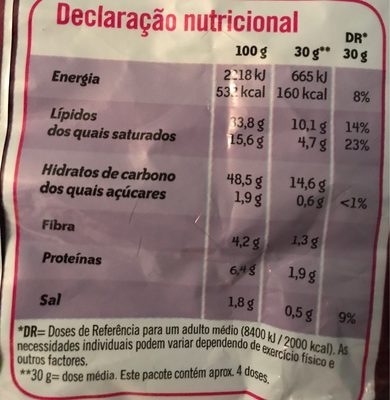 Declaração nutricional
100 g 30 g** DR* 30 g
Energia 2218 kJ 665 kJ
532 kcal 160 kcal 8%
Lípidos 33,8 g 10,1 g 14%
dos quais saturados 15,6 g 4,7 g 23%
Hidratos de carbono 48,5 g 14,6 g
dos quais açúcares 1,9 g 0,6 g <1%
Fibra 4,2 g 1,3 g
Proteínas 6,4 g 1,9 g
Sal 1,8 g 0,5 g 9%
*DR= Doses de Referência para um adulto médio (8400 kJ / 2000 kcal). As
necessidades individuais podem variar dependendo de exercício físico e
outros factores.
**30 g= dose média. Este pacote contém aprox. 4 doses.